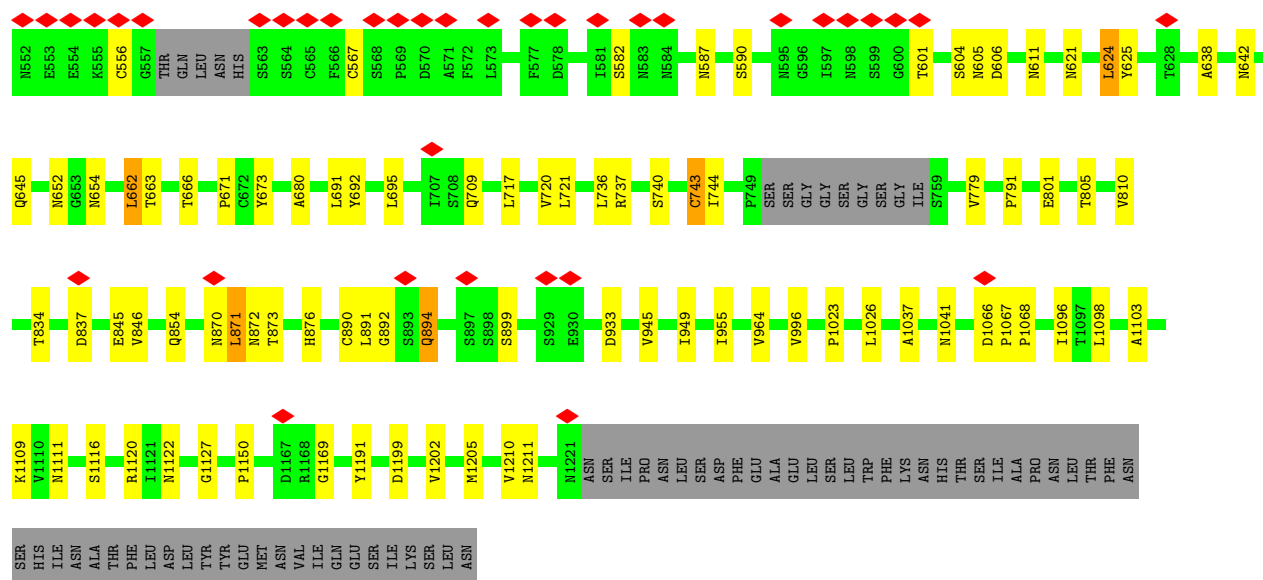 N552 E553 E554 K555 C556 G557 THR GLN LEU ASN HIS S563 S564 C565 F566 C567 S568 P569 D570 A571 F572 L573 F577 D578 I581 S582 N583 N584 N587 S590 N595 G596 I597 N598 S599 G600 T601 S604 N605 D606 N611 N621 L624 Y625 T628 A638 N642
Q645 N652 G653 N654 L662 T663 T666 P671 C672 Y673 A680 L691 Y692 L695 I707 S708 Q709 L717 V720 L721 L736 R737 S740 C743 I744 P749 SER SER GLY GLY SER GLY SER GLY ILE S759 V779 P791 E801 T805 V810
T834 D837 E845 V846 Q854 N870 L871 N872 T873 H876 C890 L891 G892 S893 Q894 S897 S898 S899 S929 E930 D933 V945 I949 I955 V964 V996 P1023 L1026 A1037 N1041 D1066 P1067 P1068 I1096 T1097 L1098 A1103
K1109 V1110 N1111 S1116 R1120 I1121 N1122 G1127 P1150 D1167 R1168 G1169 Y1191 D1199 V1202 M1205 V1210 N1211 N1221 ASN SER ILE PRO ASN LEU SER ASP PHE GLU ALA GLU LEU SER LEU TRP PHE LYS ASN HIS THR SER ILE ALA PRO ASN LEU THR PHE ASN
SER HIS ILE ASN ALA THR PHE LEU ASP LEU TYR TYR GLU MET ASN VAL ILE GLN GLU SER ILE LYS SER LEU ASN